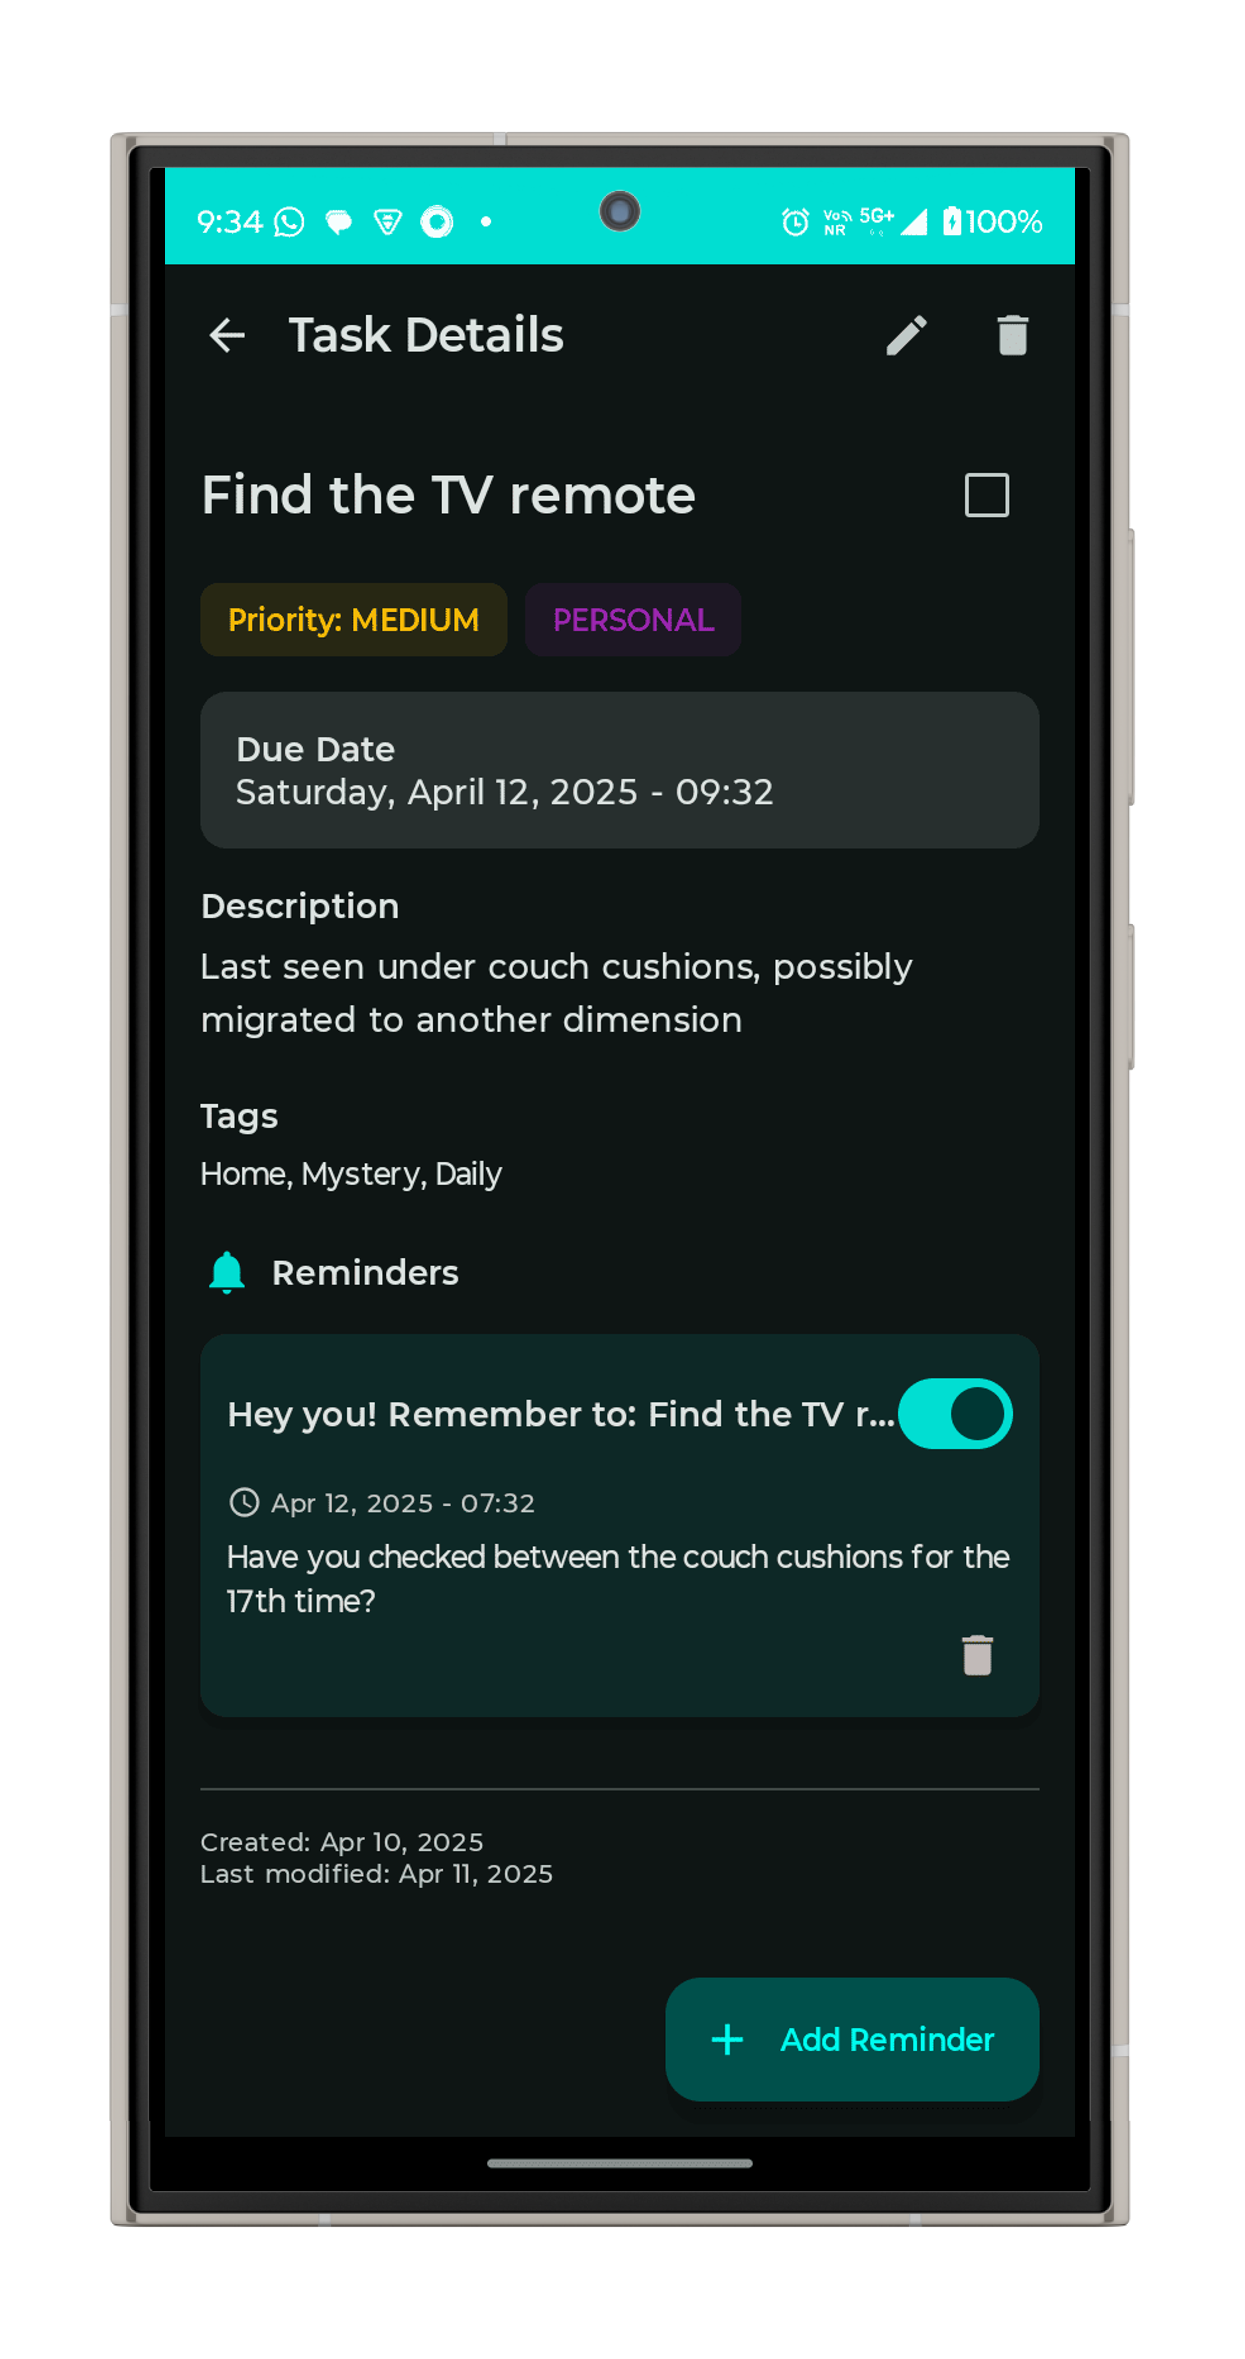 9:34 VoNR 5G+ 100%
Task Details
Find the TV remote
Priority: MEDIUM PERSONAL
Due Date
Saturday, April 12, 2025 - 09:32
Description
Last seen under couch cushions, possibly
migrated to another dimension
Tags
Home, Mystery, Daily
Reminders
Hey you! Remember to: Find the TV r...
Apr 12, 2025 - 07:32
Have you checked between the couch cushions for the
17th time?
Created: Apr 10, 2025
Last modified: Apr 11, 2025
+ Add Reminder